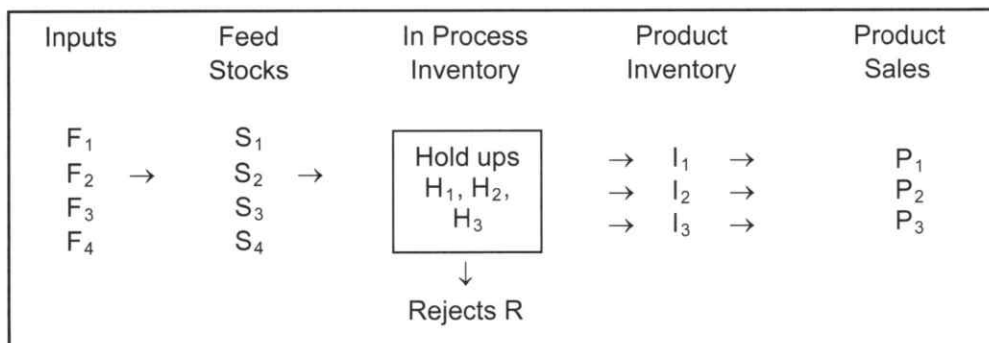 Inputs Feed Stocks In Process Inventory Product Inventory Product Sales
F₁ S₁
F₂ → S₂ →
F₃ S₃
F₄ S₄
Hold ups
H₁, H₂,
H₃
→ I₁ → P₁
→ I₂ → P₂
→ I₃ → P₃
↓
Rejects R